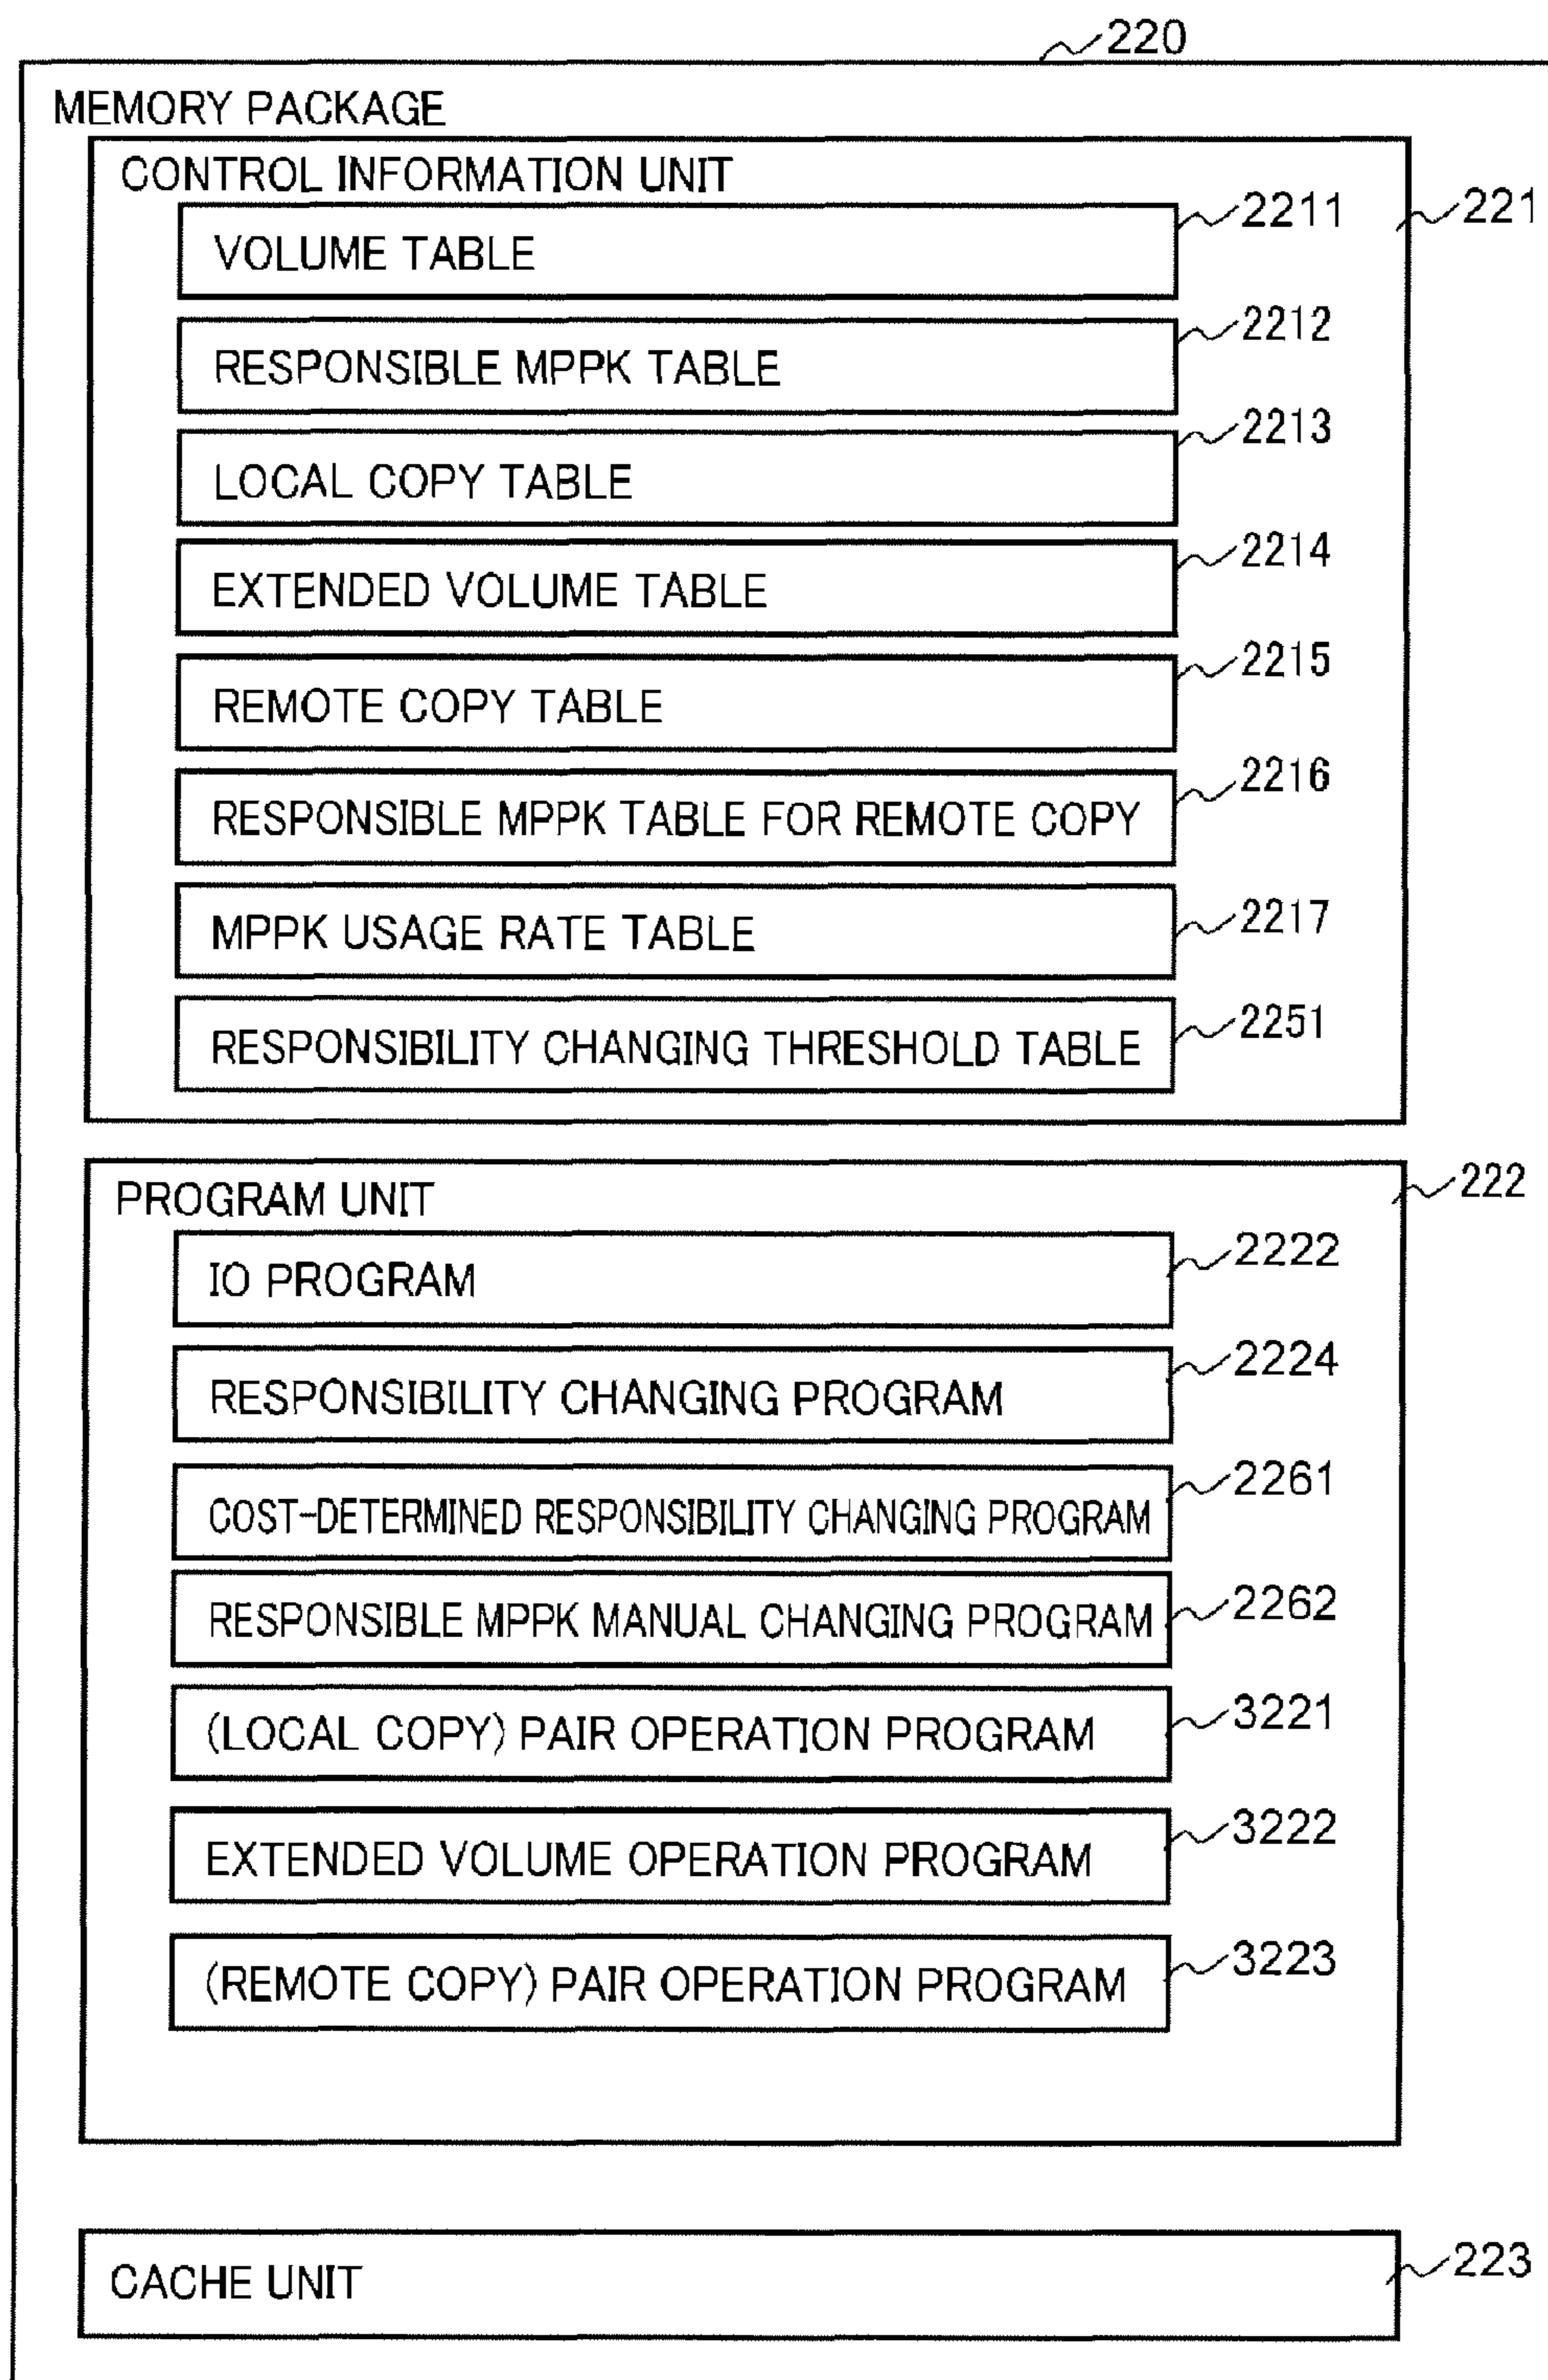 220
MEMORY PACKAGE
CONTROL INFORMATION UNIT
221
VOLUME TABLE
2211
RESPONSIBLE MPPK TABLE
2212
LOCAL COPY TABLE
2213
EXTENDED VOLUME TABLE
2214
REMOTE COPY TABLE
2215
RESPONSIBLE MPPK TABLE FOR REMOTE COPY
2216
MPPK USAGE RATE TABLE
2217
RESPONSIBILITY CHANGING THRESHOLD TABLE
2251
PROGRAM UNIT
222
IO PROGRAM
2222
RESPONSIBILITY CHANGING PROGRAM
2224
COST-DETERMINED RESPONSIBILITY CHANGING PROGRAM
2261
RESPONSIBLE MPPK MANUAL CHANGING PROGRAM
2262
(LOCAL COPY) PAIR OPERATION PROGRAM
3221
EXTENDED VOLUME OPERATION PROGRAM
3222
(REMOTE COPY) PAIR OPERATION PROGRAM
3223
CACHE UNIT
223